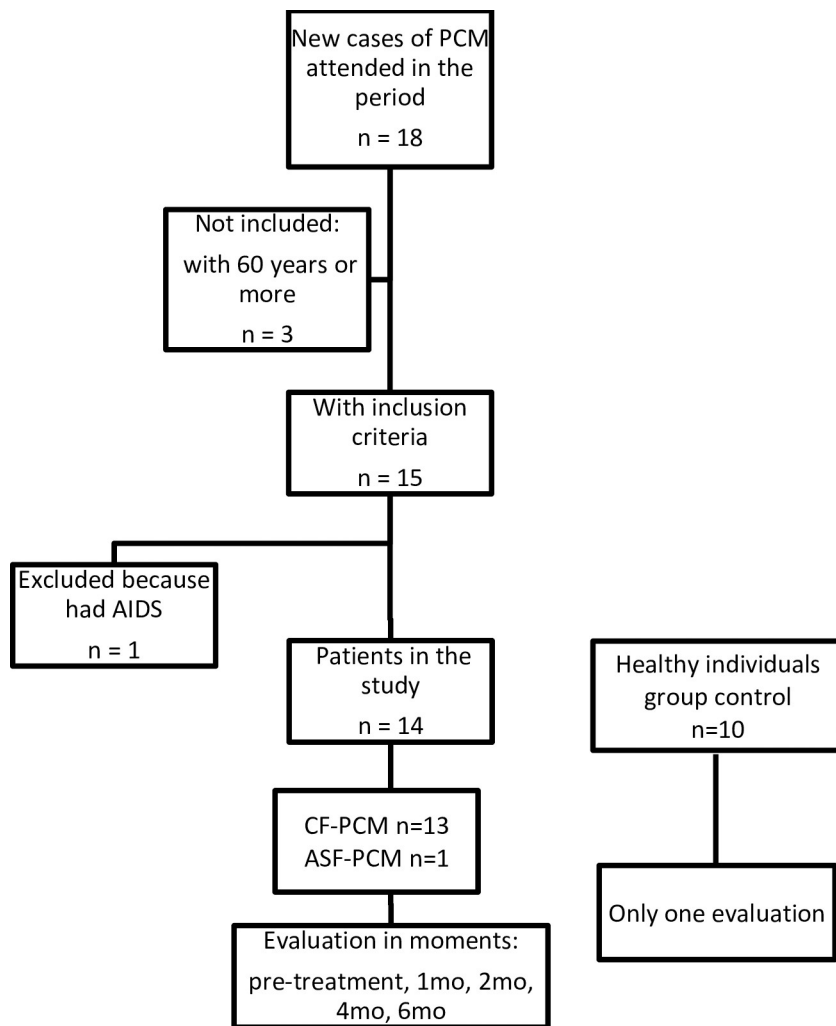 New cases of PCM
attended in the
period
n = 18
Not included:
with 60 years or
more
n = 3
With inclusion
criteria
n = 15
Excluded because
had AIDS
n = 1
Patients in the
study
n = 14
Healthy individuals
group control
n=10
CF-PCM n=13
ASF-PCM n=1
Only one evaluation
Evaluation in moments:
pre-treatment, 1mo, 2mo,
4mo, 6mo